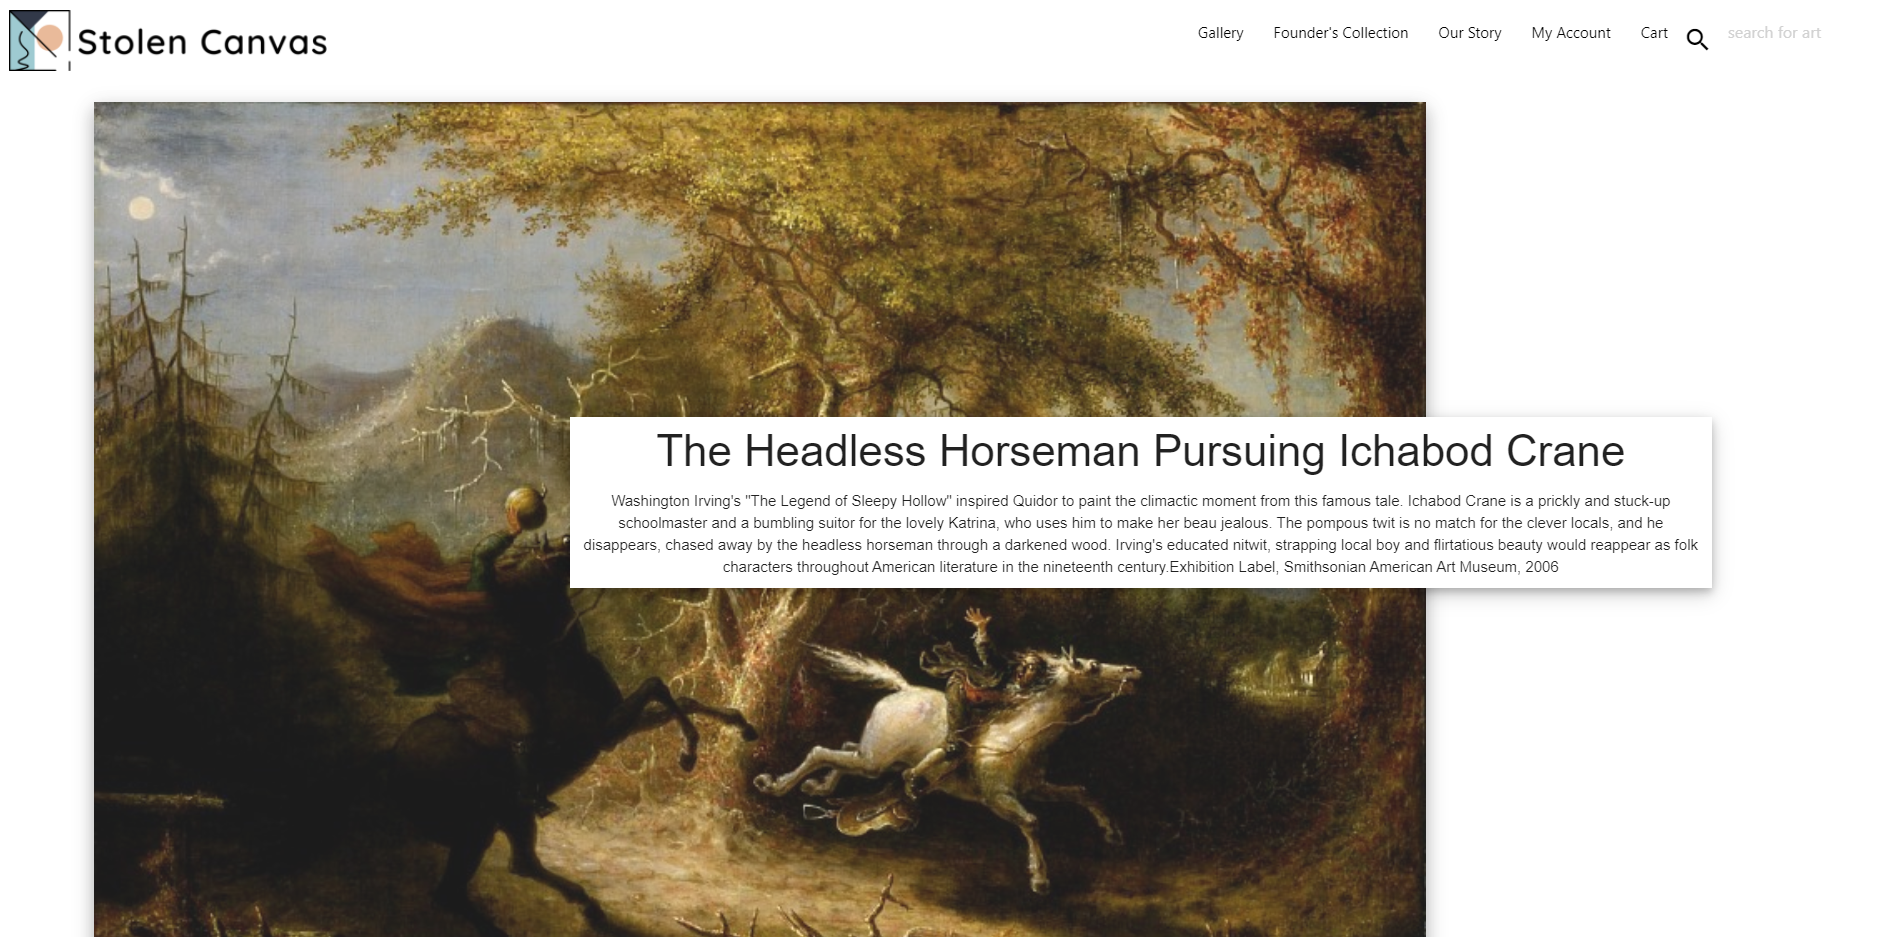 Stolen Canvas
Gallery Founder's Collection Our Story My Account Cart search for art
The Headless Horseman Pursuing Ichabod Crane
Washington Irving's "The Legend of Sleepy Hollow" inspired Quidor to paint the climactic moment from this famous tale. Ichabod Crane is a prickly and stuck-up
schoolmaster and a bumbling suitor for the lovely Katrina, who uses him to make her beau jealous. The pompous twit is no match for the clever locals, and he
disappears, chased away by the headless horseman through a darkened wood. Irving's educated nitwit, strapping local boy and flirtatious beauty would reappear as folk
characters throughout American literature in the nineteenth century.Exhibition Label, Smithsonian American Art Museum, 2006